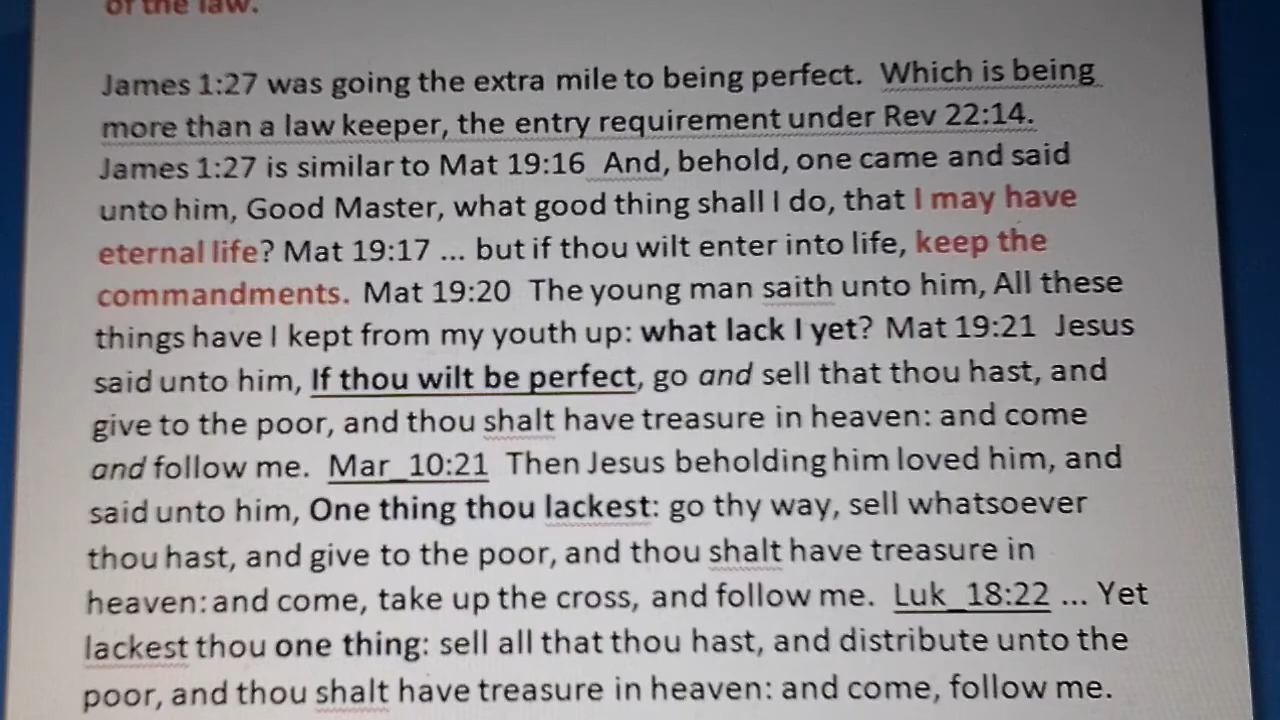 of the law.
James 1:27 was going the extra mile to being perfect.  Which is being
more than a law keeper, the entry requirement under Rev 22:14.
James 1:27 is similar to Mat 19:16  And, behold, one came and said
unto him, Good Master, what good thing shall I do, that I may have
eternal life? Mat 19:17 ... but if thou wilt enter into life, keep the
commandments.  Mat 19:20  The young man saith unto him, All these
things have I kept from my youth up: what lack I yet? Mat 19:21  Jesus
said unto him, If thou wilt be perfect, go and sell that thou hast, and
give to the poor, and thou shalt have treasure in heaven: and come
and follow me.  Mar_10:21  Then Jesus beholding him loved him, and
said unto him, One thing thou lackest: go thy way, sell whatsoever
thou hast, and give to the poor, and thou shalt have treasure in
heaven: and come, take up the cross, and follow me.  Luk_18:22 ... Yet
lackest thou one thing: sell all that thou hast, and distribute unto the
poor, and thou shalt have treasure in heaven: and come, follow me.